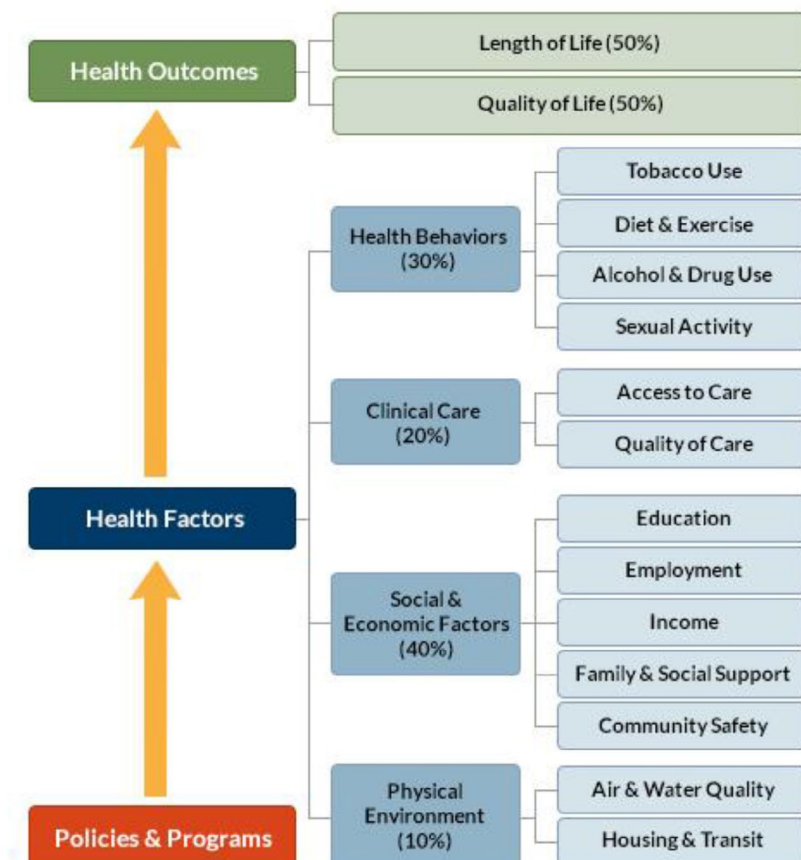 Health Outcomes
Length of Life (50%)
Quality of Life (50%)
Health Behaviors
(30%)
Tobacco Use
Diet & Exercise
Alcohol & Drug Use
Sexual Activity
Clinical Care
(20%)
Access to Care
Quality of Care
Health Factors
Social &
Economic Factors
(40%)
Education
Employment
Income
Family & Social Support
Community Safety
Physical
Environment
(10%)
Air & Water Quality
Housing & Transit
Policies & Programs